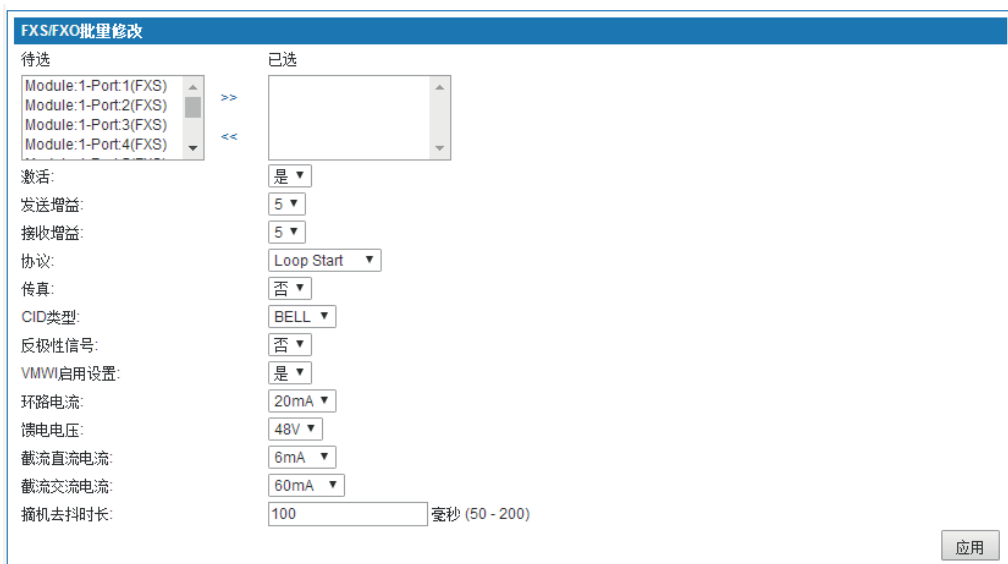 FXS/FXO批量修改
待选 已选
Module:1-Port:1(FXS)
Module:1-Port:2(FXS)
Module:1-Port:3(FXS)
Module:1-Port:4(FXS)
>>
<<
激活: 是
发送增益: 5
接收增益: 5
协议: Loop Start
传真: 否
CID类型: BELL
反极性信号: 否
VMWI启用设置: 是
环路电流: 20mA
馈电电压: 48V
截流直流电流: 6mA
截流交流电流: 60mA
摘机去抖时长: 100 毫秒 (50 - 200)
应用